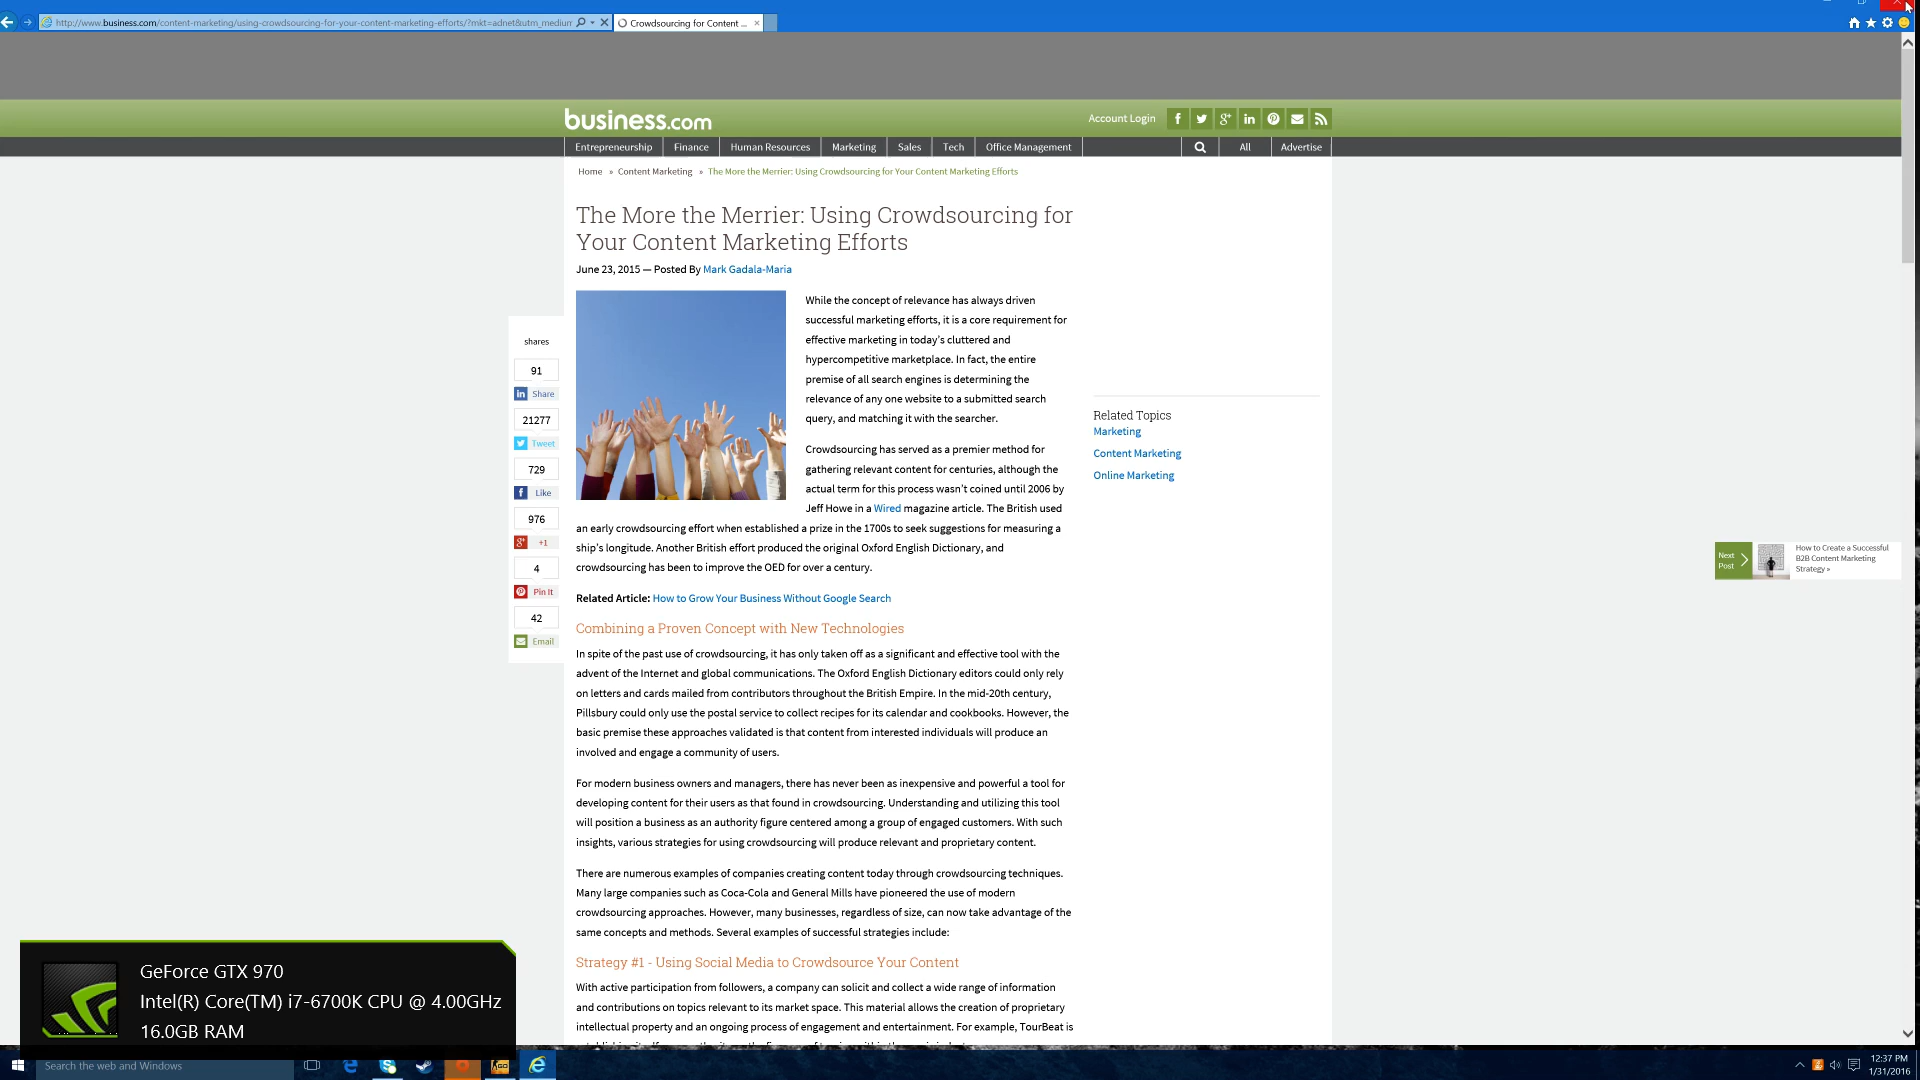 http://www.business.com/content-marketing/using-crowdsourcing-for-your-content-marketing-efforts/?mkt=adnet&utm_medium
Crowdsourcing for Content ...
business.com
Account Login
Entrepreneurship
Finance
Human Resources
Marketing
Sales
Tech
Office Management
All
Advertise
Home » Content Marketing » The More the Merrier: Using Crowdsourcing for Your Content Marketing Efforts
The More the Merrier: Using Crowdsourcing for
Your Content Marketing Efforts
June 23, 2015 — Posted By Mark Gadala-Maria
While the concept of relevance has always driven
successful marketing efforts, it is a core requirement for
effective marketing in today's cluttered and
hypercompetitive marketplace. In fact, the entire
premise of all search engines is determining the
relevance of any one website to a submitted search
query, and matching it with the searcher.
Crowdsourcing has served as a premier method for
gathering relevant content for centuries, although the
actual term for this process wasn't coined until 2006 by
Jeff Howe in a Wired magazine article. The British used
an early crowdsourcing effort when established a prize in the 1700s to seek suggestions for measuring a
ship's longitude. Another British effort produced the original Oxford English Dictionary, and
crowdsourcing has been to improve the OED for over a century.
Related Article: How to Grow Your Business Without Google Search
Combining a Proven Concept with New Technologies
In spite of the past use of crowdsourcing, it has only taken off as a significant and effective tool with the
advent of the Internet and global communications. The Oxford English Dictionary editors could only rely
on letters and cards mailed from contributors throughout the British Empire. In the mid-20th century,
Pillsbury could only use the postal service to collect recipes for its calendar and cookbooks. However, the
basic premise these approaches validated is that content from interested individuals will produce an
involved and engage a community of users.
For modern business owners and managers, there has never been as inexpensive and powerful a tool for
developing content for their users as that found in crowdsourcing. Understanding and utilizing this tool
will position a business as an authority figure centered among a group of engaged customers. With such
insights, various strategies for using crowdsourcing will produce relevant and proprietary content.
There are numerous examples of companies creating content today through crowdsourcing techniques.
Many large companies such as Coca-Cola and General Mills have pioneered the use of modern
crowdsourcing approaches. However, many businesses, regardless of size, can now take advantage of the
same concepts and methods. Several examples of successful strategies include:
Strategy #1 - Using Social Media to Crowdsource Your Content
With active participation from followers, a company can solicit and collect a wide range of information
and contributions on topics relevant to its market space. This material allows the creation of proprietary
intellectual property and an ongoing process of engagement and entertainment. For example, TourBeat is
shares
91
Share
21277
Tweet
729
Like
976
+1
4
Pin It
42
Email
Related Topics
Marketing
Content Marketing
Online Marketing
Next
Post
How to Create a Successful
B2B Content Marketing
Strategy »
GeForce GTX 970
Intel(R) Core(TM) i7-6700K CPU @ 4.00GHz
16.0GB RAM
Search the web and Windows
12:37 PM
1/31/2016